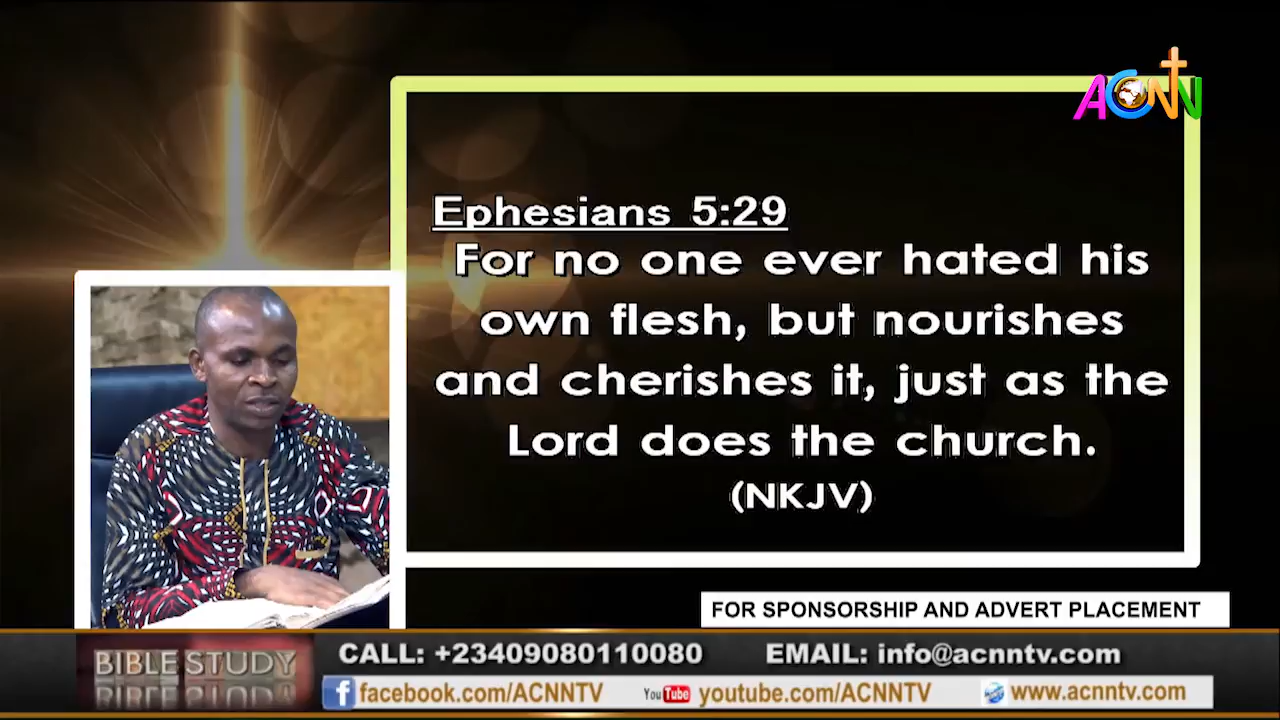 ACNN
Ephesians 5:29
For no one ever hated his
own flesh, but nourishes
and cherishes it, just as the
Lord does the church.
(NKJV)
FOR SPONSORSHIP AND ADVERT PLACEMENT
BIBLE STUDY
CALL: +23409080110080 EMAIL: info@acnntv.com
facebook.com/ACNNTV YouTube youtube.com/ACNNTV www.acnntv.com